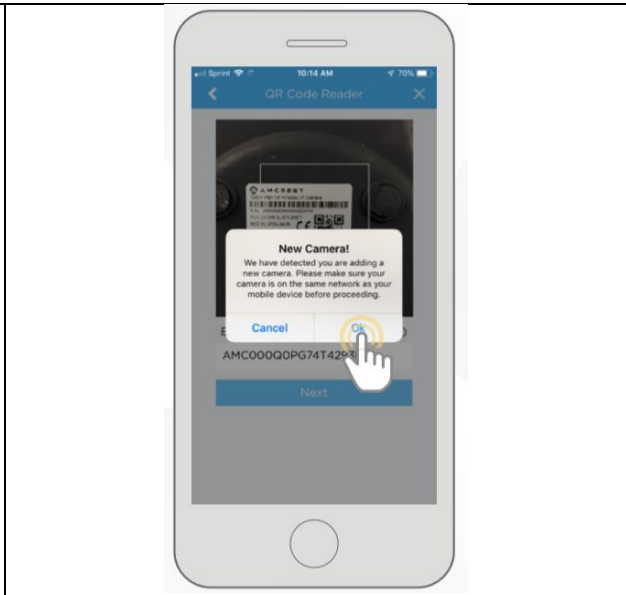 Sprint 10:14 AM 70%
QR Code Reader
AMCREST
New Camera!
We have detected you are adding a
new camera. Please make sure your
camera is on the same network as your
mobile device before proceeding.
Cancel Ok
AMC000Q0PG74T429
Next